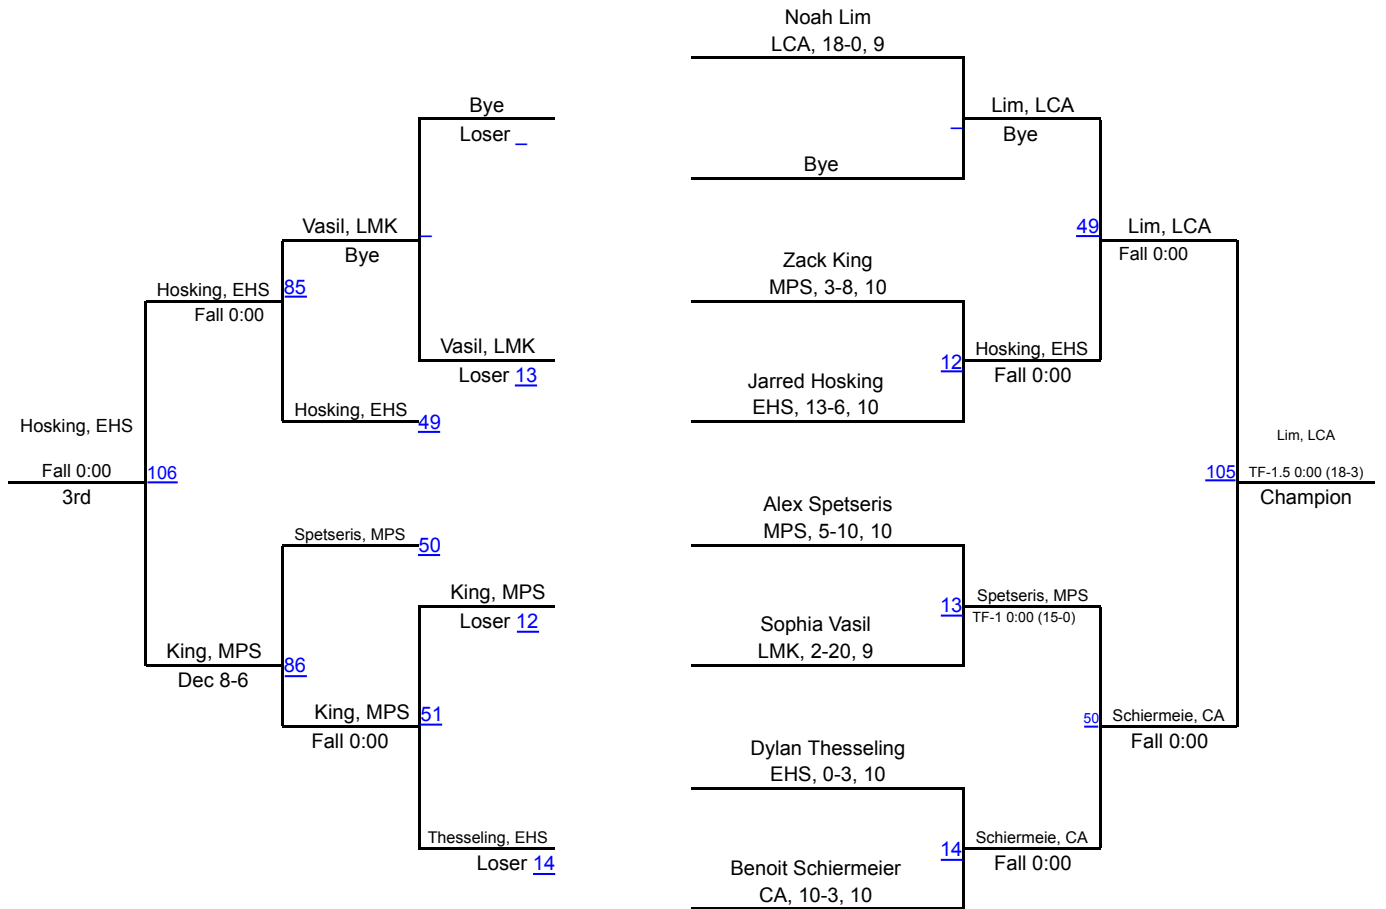 Noah Lim
LCA, 18-0, 9
Bye
Loser _
Lim, LCA
_
Bye
Bye
Vasil, LMK
_
Bye
49
Lim, LCA
Fall 0:00
Zack King
MPS, 3-8, 10
Hosking, EHS
85
Fall 0:00
Vasil, LMK
Loser 13
12
Hosking, EHS
Fall 0:00
Jarred Hosking
EHS, 13-6, 10
Hosking, EHS
49
Hosking, EHS
Fall 0:00
106
3rd
Lim, LCA
105
TF-1.5 0:00 (18-3)
Champion
Alex Spetseris
MPS, 5-10, 10
Spetseris, MPS
50
King, MPS
Loser 12
13
Spetseris, MPS
TF-1 0:00 (15-0)
Sophia Vasil
LMK, 2-20, 9
King, MPS
86
Dec 8-6
King, MPS
51
Fall 0:00
50
Schiermeie, CA
Fall 0:00
Dylan Thesseling
EHS, 0-3, 10
Thesseling, EHS
Loser 14
14
Schiermeie, CA
Fall 0:00
Benoit Schiermeier
CA, 10-3, 10